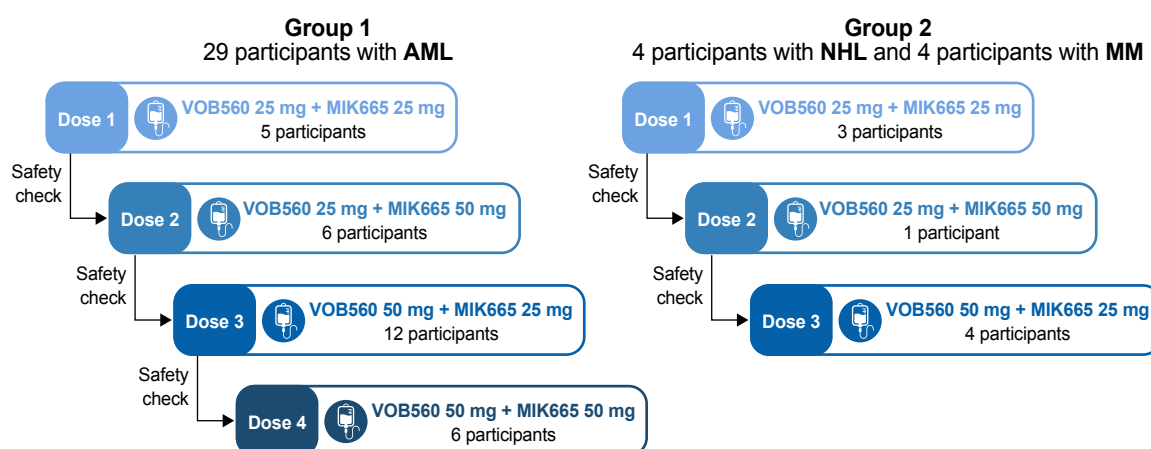 Group 1
29 participants with AML
Dose 1
VOB560 25 mg + MIK665 25 mg
5 participants
Safety
check
Dose 2
VOB560 25 mg + MIK665 50 mg
6 participants
Safety
check
Dose 3
VOB560 50 mg + MIK665 25 mg
12 participants
Safety
check
Dose 4
VOB560 50 mg + MIK665 50 mg
6 participants
Group 2
4 participants with NHL and 4 participants with MM
Dose 1
VOB560 25 mg + MIK665 25 mg
3 participants
Safety
check
Dose 2
VOB560 25 mg + MIK665 50 mg
1 participant
Safety
check
Dose 3
VOB560 50 mg + MIK665 25 mg
4 participants